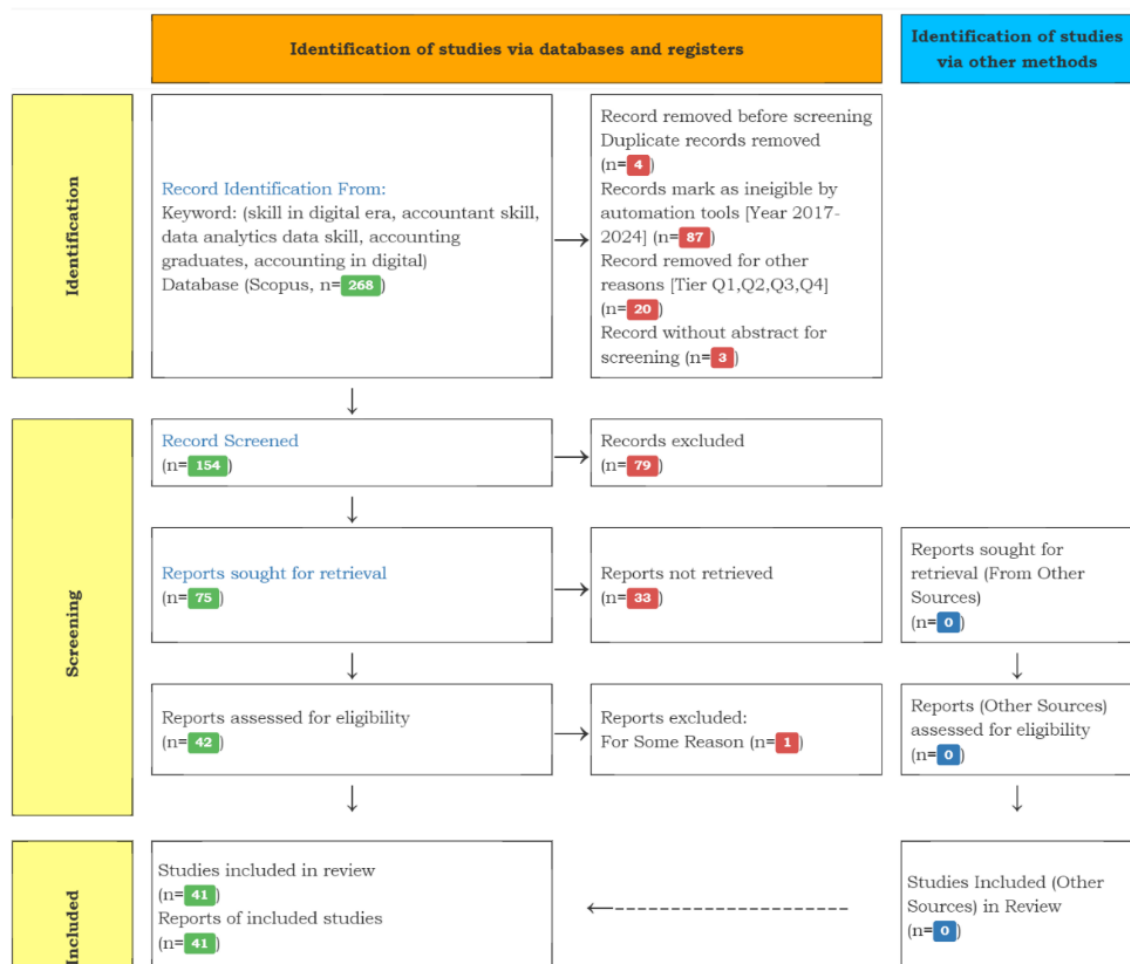 Identification of studies via databases and registers
Identification of studies
via other methods
Identification
Record Identification From:
Keyword: (skill in digital era, accountant skill,
data analytics data skill, accounting
graduates, accounting in digital)
Database (Scopus, n=268)
Record removed before screening
Duplicate records removed
(n=4)
Records mark as ineigible by
automation tools [Year 2017-
2024] (n=87)
Record removed for other
reasons [Tier Q1,Q2,Q3,Q4]
(n=20)
Record without abstract for
screening (n=3)
Screening
Record Screened
(n=154)
Records excluded
(n=79)
Reports sought for retrieval
(n=75)
Reports not retrieved
(n=33)
Reports sought for
retrieval (From Other
Sources)
(n=0)
Reports assessed for eligibility
(n=42)
Reports excluded:
For Some Reason (n=1)
Reports (Other Sources)
assessed for eligibility
(n=0)
Included
Studies included in review
(n=41)
Reports of included studies
(n=41)
Studies Included (Other
Sources) in Review
(n=0)